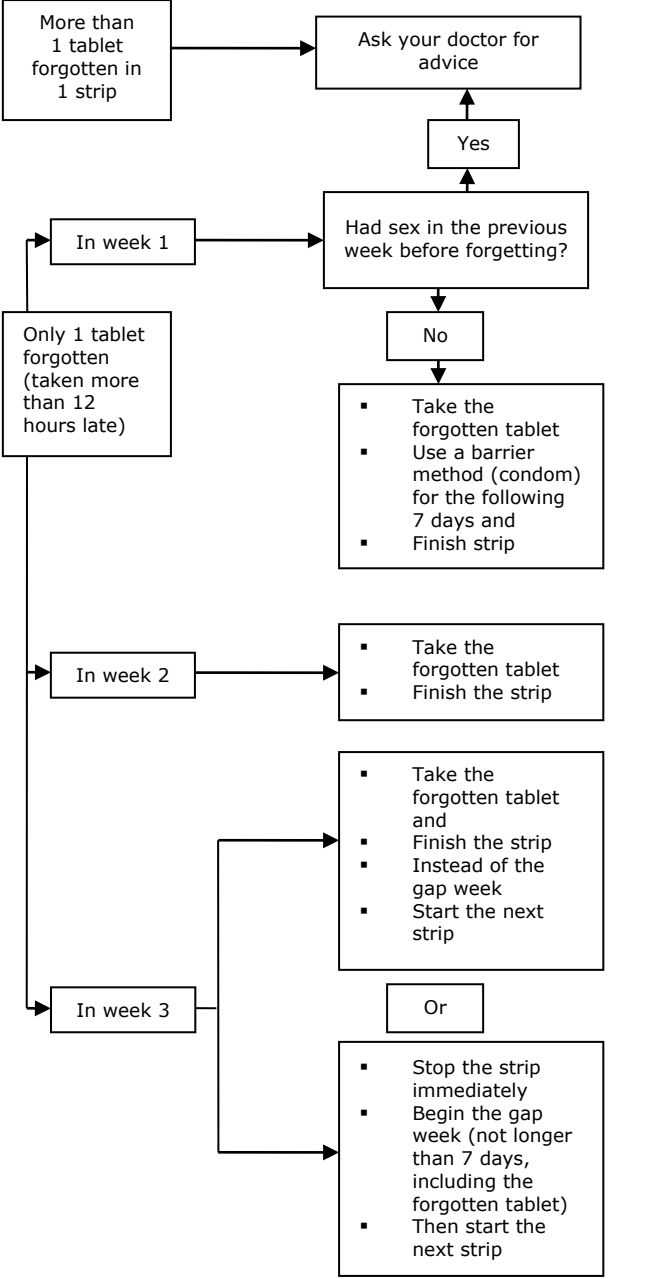 More than
1 tablet
forgotten in
1 strip
Ask your doctor for
advice
Yes
In week 1
Had sex in the previous
week before forgetting?
No
Only 1 tablet
forgotten
(taken more
than 12
hours late)
▪ Take the
forgotten tablet
▪ Use a barrier
method (condom)
for the following
7 days and
▪ Finish strip
In week 2
▪ Take the
forgotten tablet
▪ Finish the strip
▪ Take the
forgotten tablet
and
▪ Finish the strip
▪ Instead of the
gap week
▪ Start the next
strip
In week 3
Or
▪ Stop the strip
immediately
▪ Begin the gap
week (not longer
than 7 days,
including the
forgotten tablet)
▪ Then start the
next strip